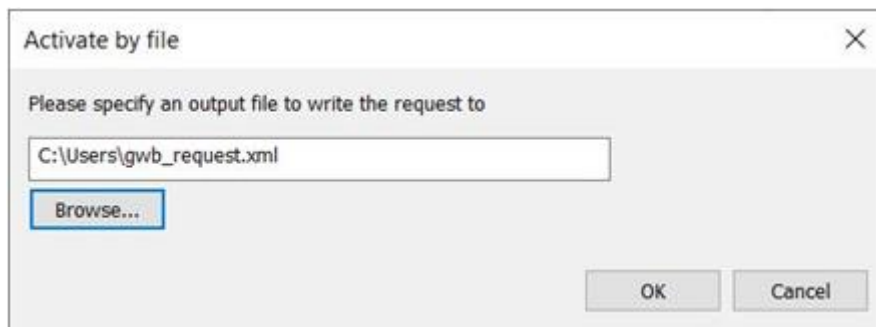 Activate by file
Please specify an output file to write the request to
C:\Users\gwb_request.xml
Browse...
OK Cancel